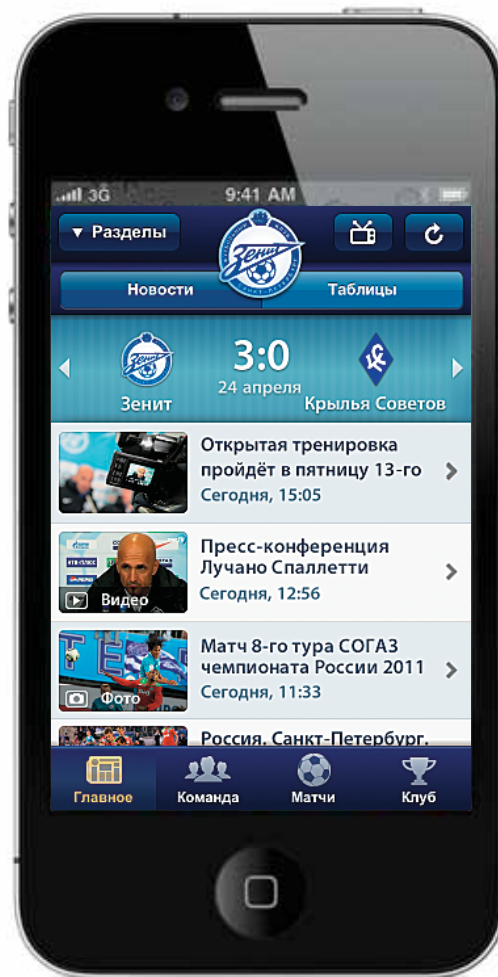 3G 9:41 AM
▼ Разделы
Зенит
Новости Таблицы
3:0
24 апреля
Зенит Крылья Советов
Открытая тренировка
пройдёт в пятницу 13-го
Сегодня, 15:05
Пресс-конференция
Лучано Спаллетти
Сегодня, 12:56
Видео
Матч 8-го тура СОГАЗ
чемпионата России 2011
Сегодня, 11:33
Фото
Россия. Санкт-Петербург.
Главное Команда Матчи Клуб